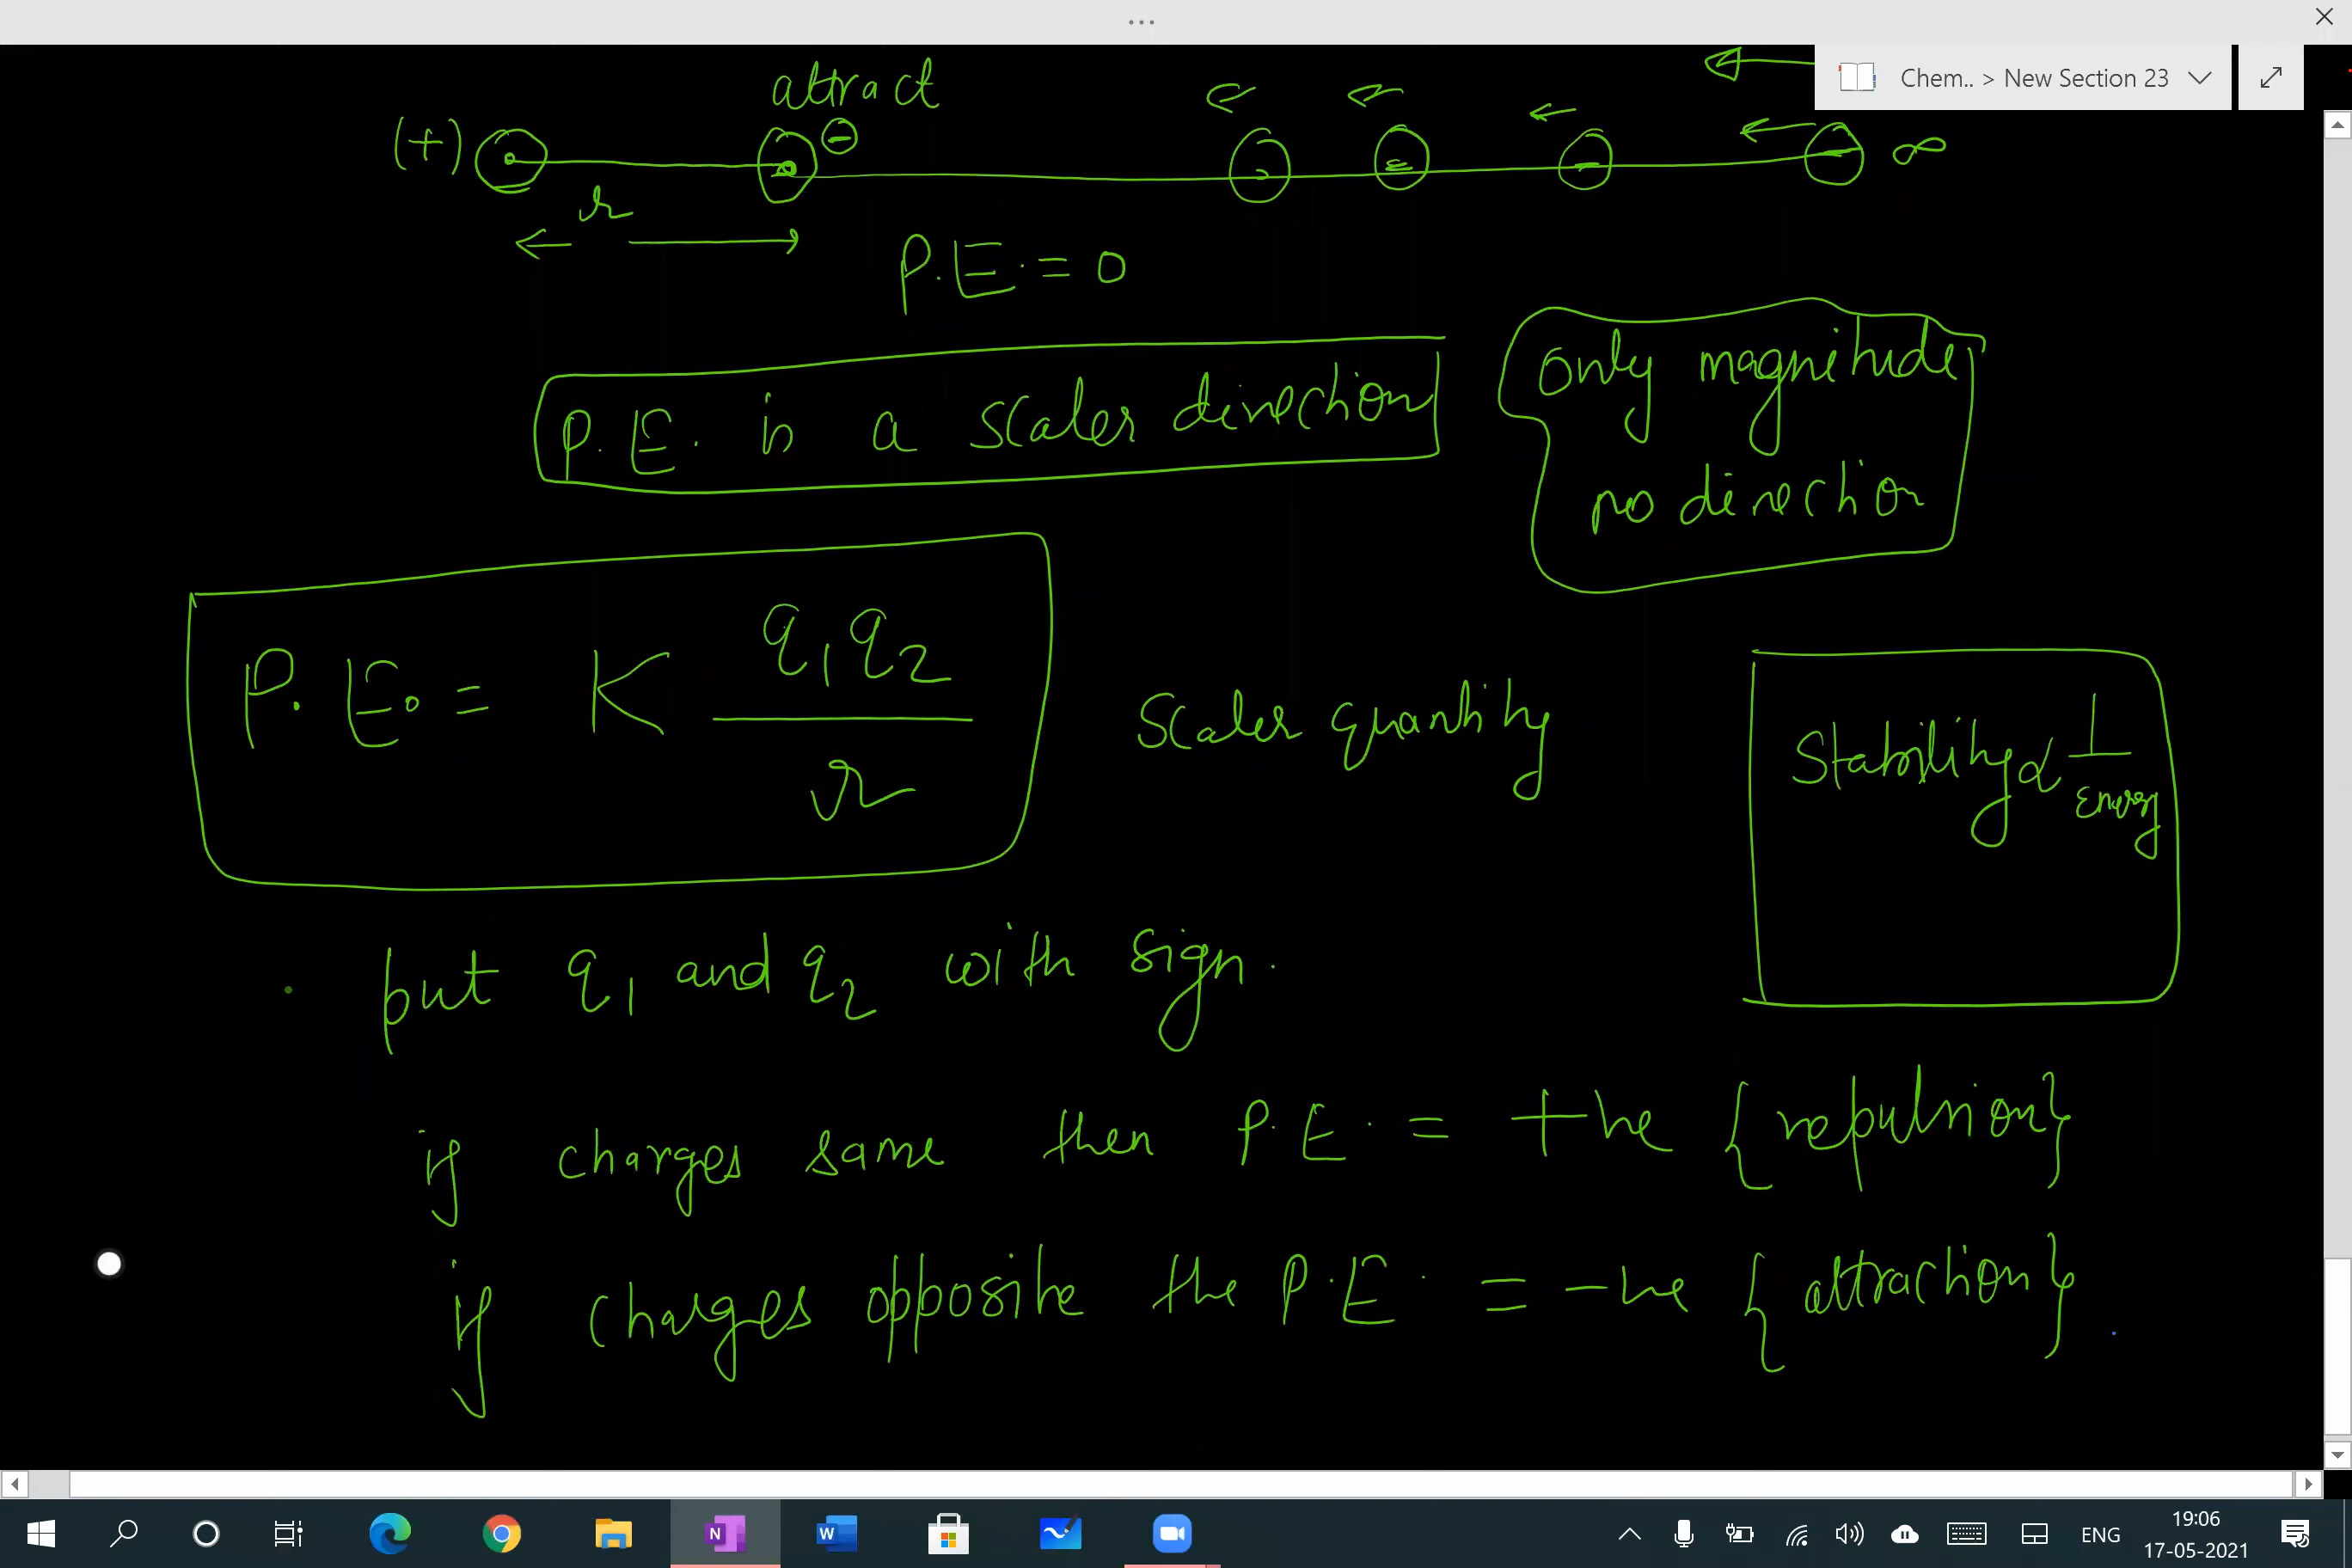 Chem.. > New Section 23
attract
(+) ⊖ ∞
r
P.E. = 0
P.E. is a scaler direction
only magnitude
no direction
P.E. = K q₁q₂ / r
Scaler quantity
Stability ∝ 1 / Energy
put q₁ and q₂ with sign.
if charges same then P.E. = +ve {repulsion}
if charges opposite the P.E. = -ve {attraction}
ENG
19:06
17-05-2021